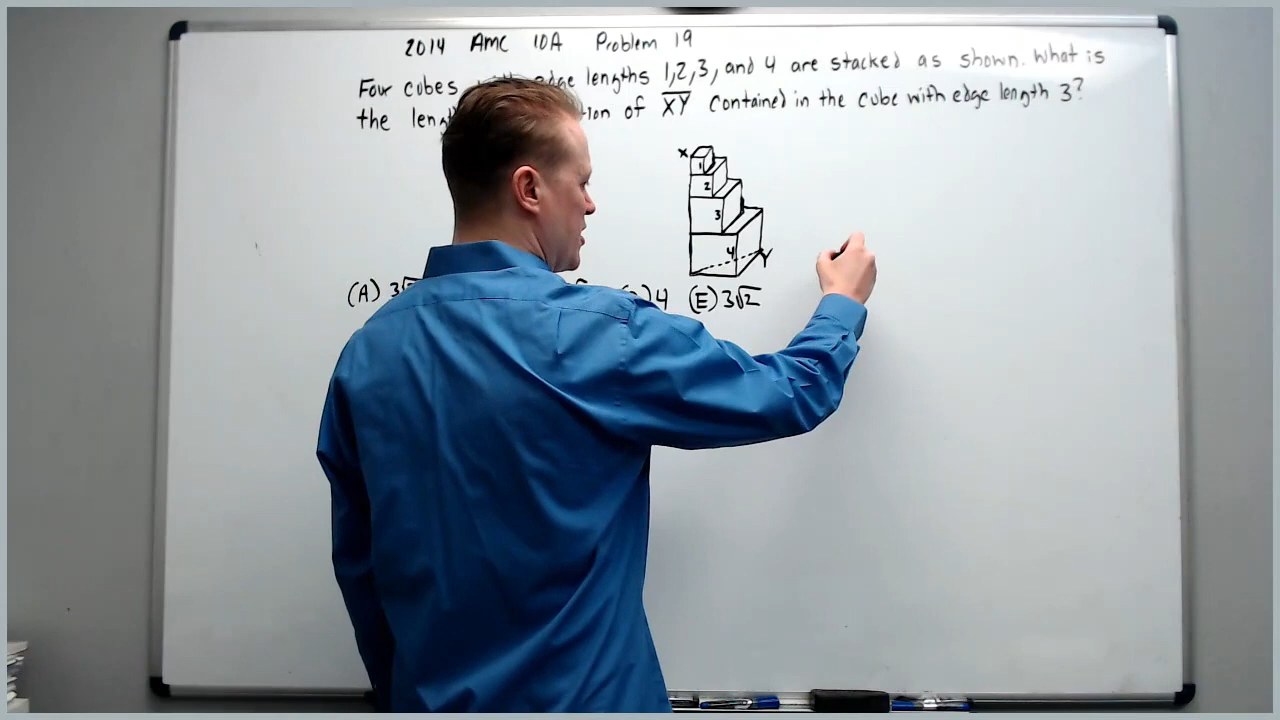 2014 AMC 10A Problem 19
Four cubes edge lengths 1,2,3, and 4 are stacked as shown. What is
the of XY contained in the cube with edge length 3?
X
1
2
3
4
Y
(A) 4 (E) 3√2